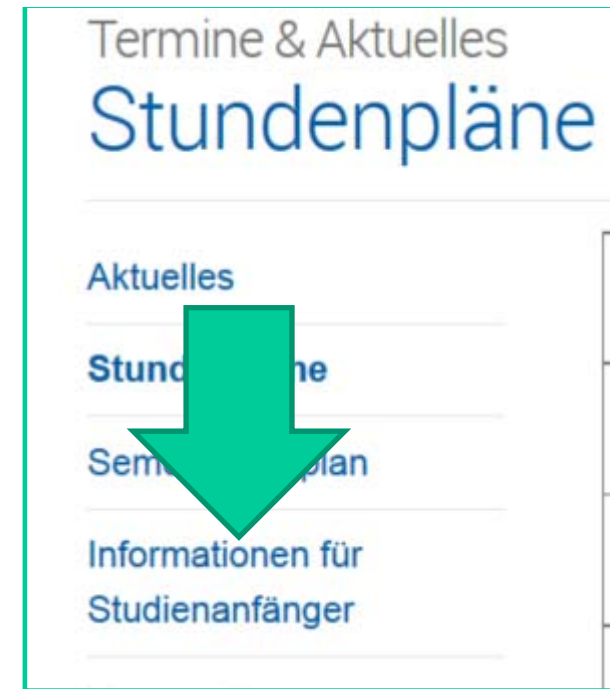 Termine & Aktuelles
Stundenpläne
Aktuelles
Informationen für
Studienanfänger